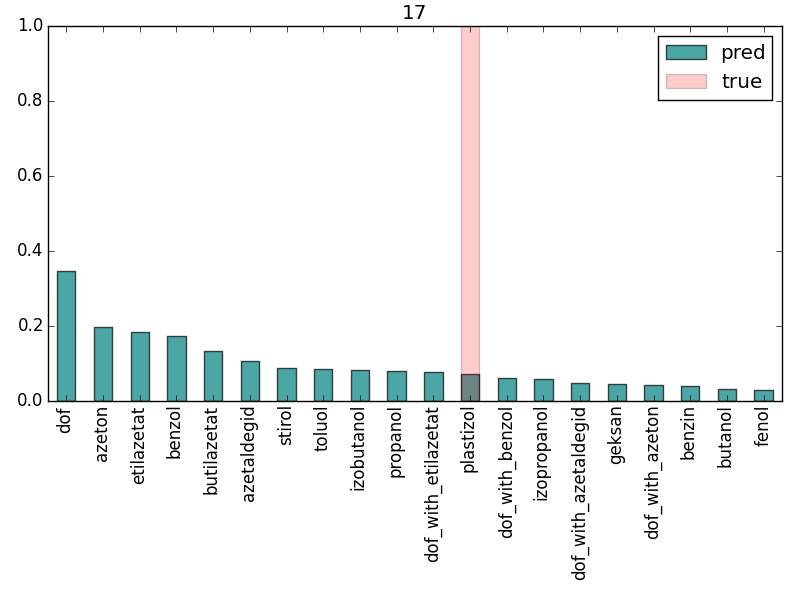 17
1.0
0.8
0.6
0.4
0.2
0.0
pred
true
dof
azeton
etilazetat
benzol
butilazetat
azetaldegid
stirol
toluol
izobutanol
propanol
dof_with_etilazetat
plastizol
dof_with_benzol
izopropanol
dof_with_azetaldegid
geksan
dof_with_azeton
benzin
butanol
fenol